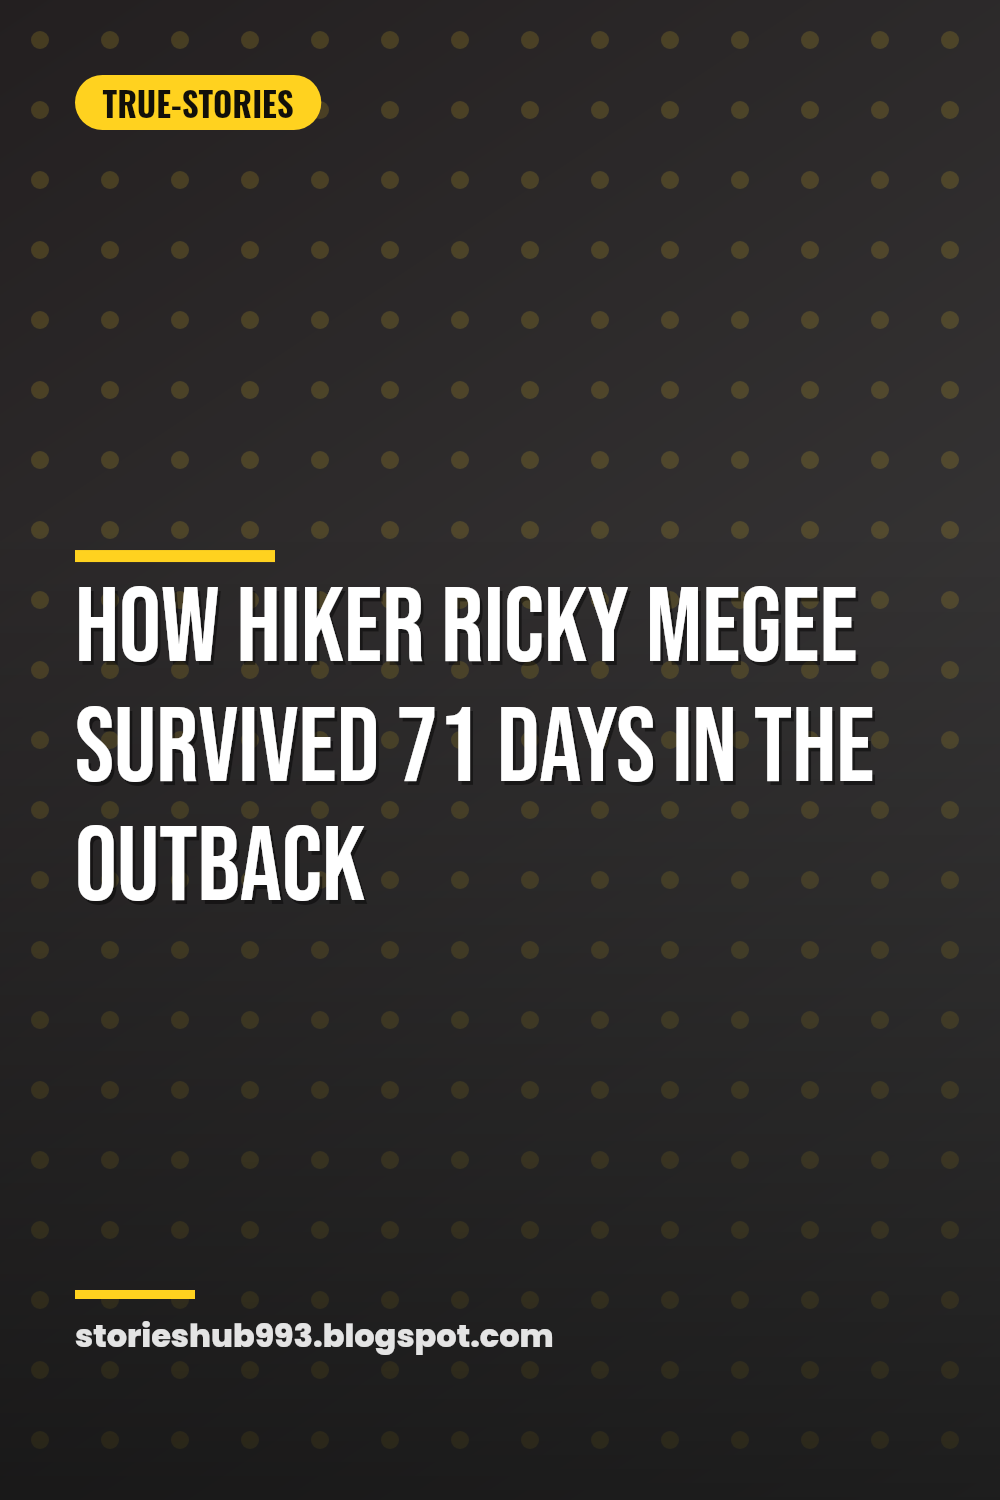 TRUE-STORIES
HOW HIKER RICKY MEGEE
SURVIVED 71 DAYS IN THE
OUTBACK
storieshub993.blogspot.com